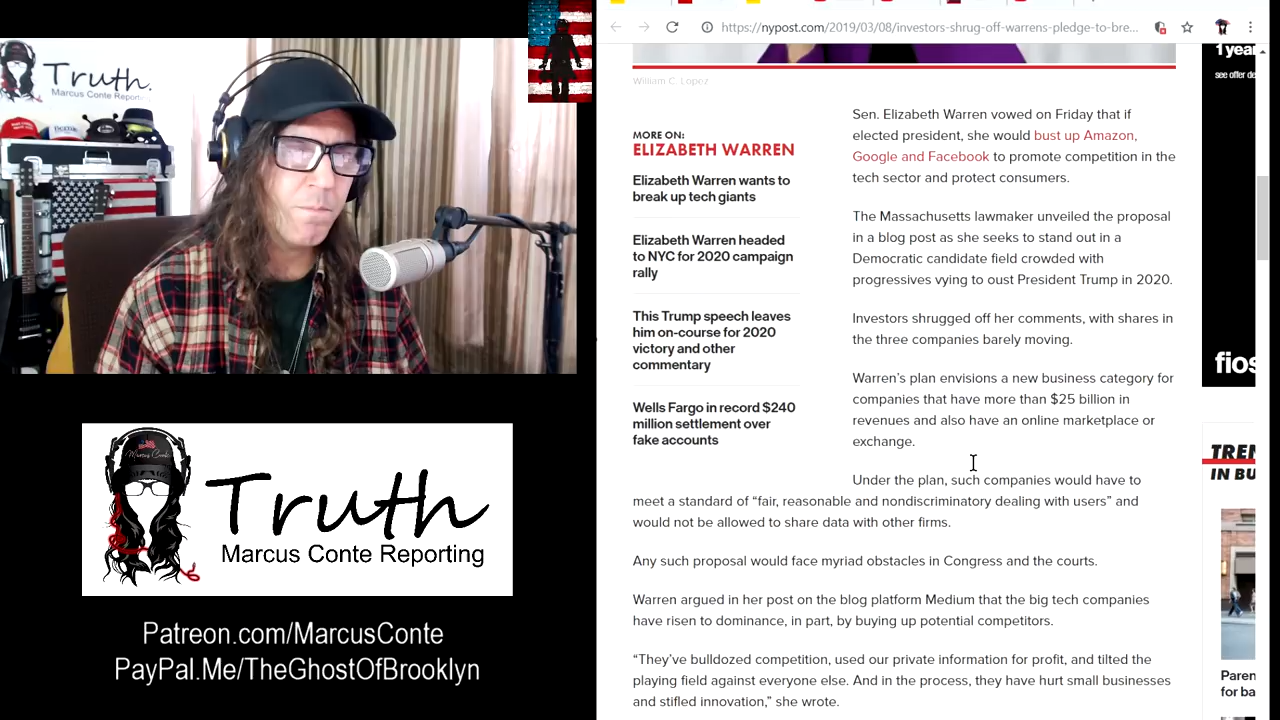 Truth.
Marcus Conte Reporting
https://nypost.com/2019/03/08/investors-shrug-off-warrens-pledge-to-bre...
William C. Lopez
1 year
see offer de
fios
MORE ON:
ELIZABETH WARREN
Elizabeth Warren wants to
break up tech giants
Elizabeth Warren headed
to NYC for 2020 campaign
rally
This Trump speech leaves
him on-course for 2020
victory and other
commentary
Wells Fargo in record $240
million settlement over
fake accounts
Sen. Elizabeth Warren vowed on Friday that if
elected president, she would bust up Amazon,
Google and Facebook to promote competition in the
tech sector and protect consumers.
The Massachusetts lawmaker unveiled the proposal
in a blog post as she seeks to stand out in a
Democratic candidate field crowded with
progressives vying to oust President Trump in 2020.
Investors shrugged off her comments, with shares in
the three companies barely moving.
Warren’s plan envisions a new business category for
companies that have more than $25 billion in
revenues and also have an online marketplace or
exchange.
Under the plan, such companies would have to
meet a standard of “fair, reasonable and nondiscriminatory dealing with users” and
would not be allowed to share data with other firms.
Any such proposal would face myriad obstacles in Congress and the courts.
Warren argued in her post on the blog platform Medium that the big tech companies
have risen to dominance, in part, by buying up potential competitors.
“They’ve bulldozed competition, used our private information for profit, and tilted the
playing field against everyone else. And in the process, they have hurt small businesses
and stifled innovation,” she wrote.
TREN
IN BU
Paren
for ba
Marcus Conte
Truth
Marcus Conte Reporting
Patreon.com/MarcusConte
PayPal.Me/TheGhostOfBrooklyn